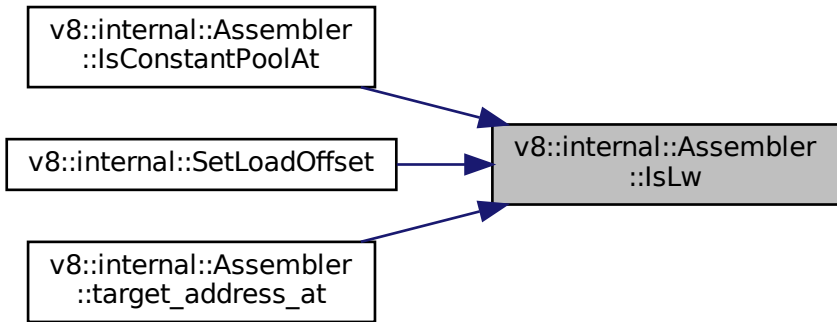 v8::internal::Assembler
::IsConstantPoolAt
v8::internal::Assembler
::IsLw
v8::internal::SetLoadOffset
v8::internal::Assembler
::target_address_at